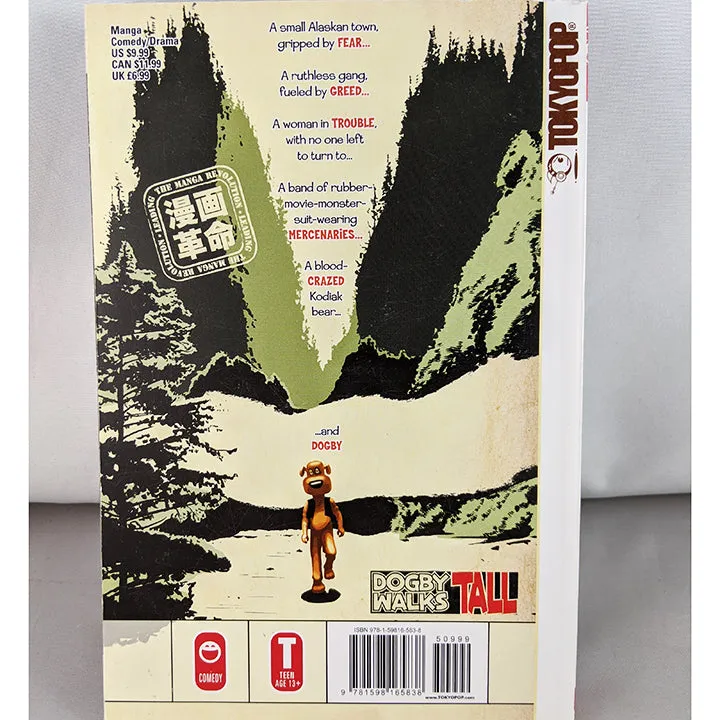 Manga
Comedy/Drama
US $9.99
CAN $11.99
UK £6.99
A small Alaskan town,
gripped by FEAR...
A ruthless gang,
fueled by GREED...
A woman in TROUBLE,
with no one left
to turn to...
A band of rubber-
movie-monster-
suit-wearing
MERCENARiES...
A blood-
CRAZED
Kodiak
bear...
...and
DOGBY
THE MANGA REVOLUTION · LEADING
漫画
革命
THE MANGA REVOLUTION · LEADING
TOKYOPOP®
DOGBY
WALKS
TALL
COMEDY
T
TEEN
AGE 13+
ISBN 978-1-59816-583-8
50999
9 781598 165838
www.TOKYOPOP.com